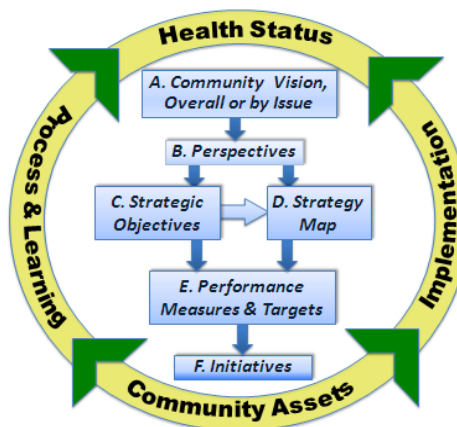 Health Status
A. Community Vision,
Overall or by Issue
B. Perspectives
C. Strategic
Objectives
D. Strategy
Map
E. Performance
Measures & Targets
F. Initiatives
Process & Learning
Implementation
Community Assets